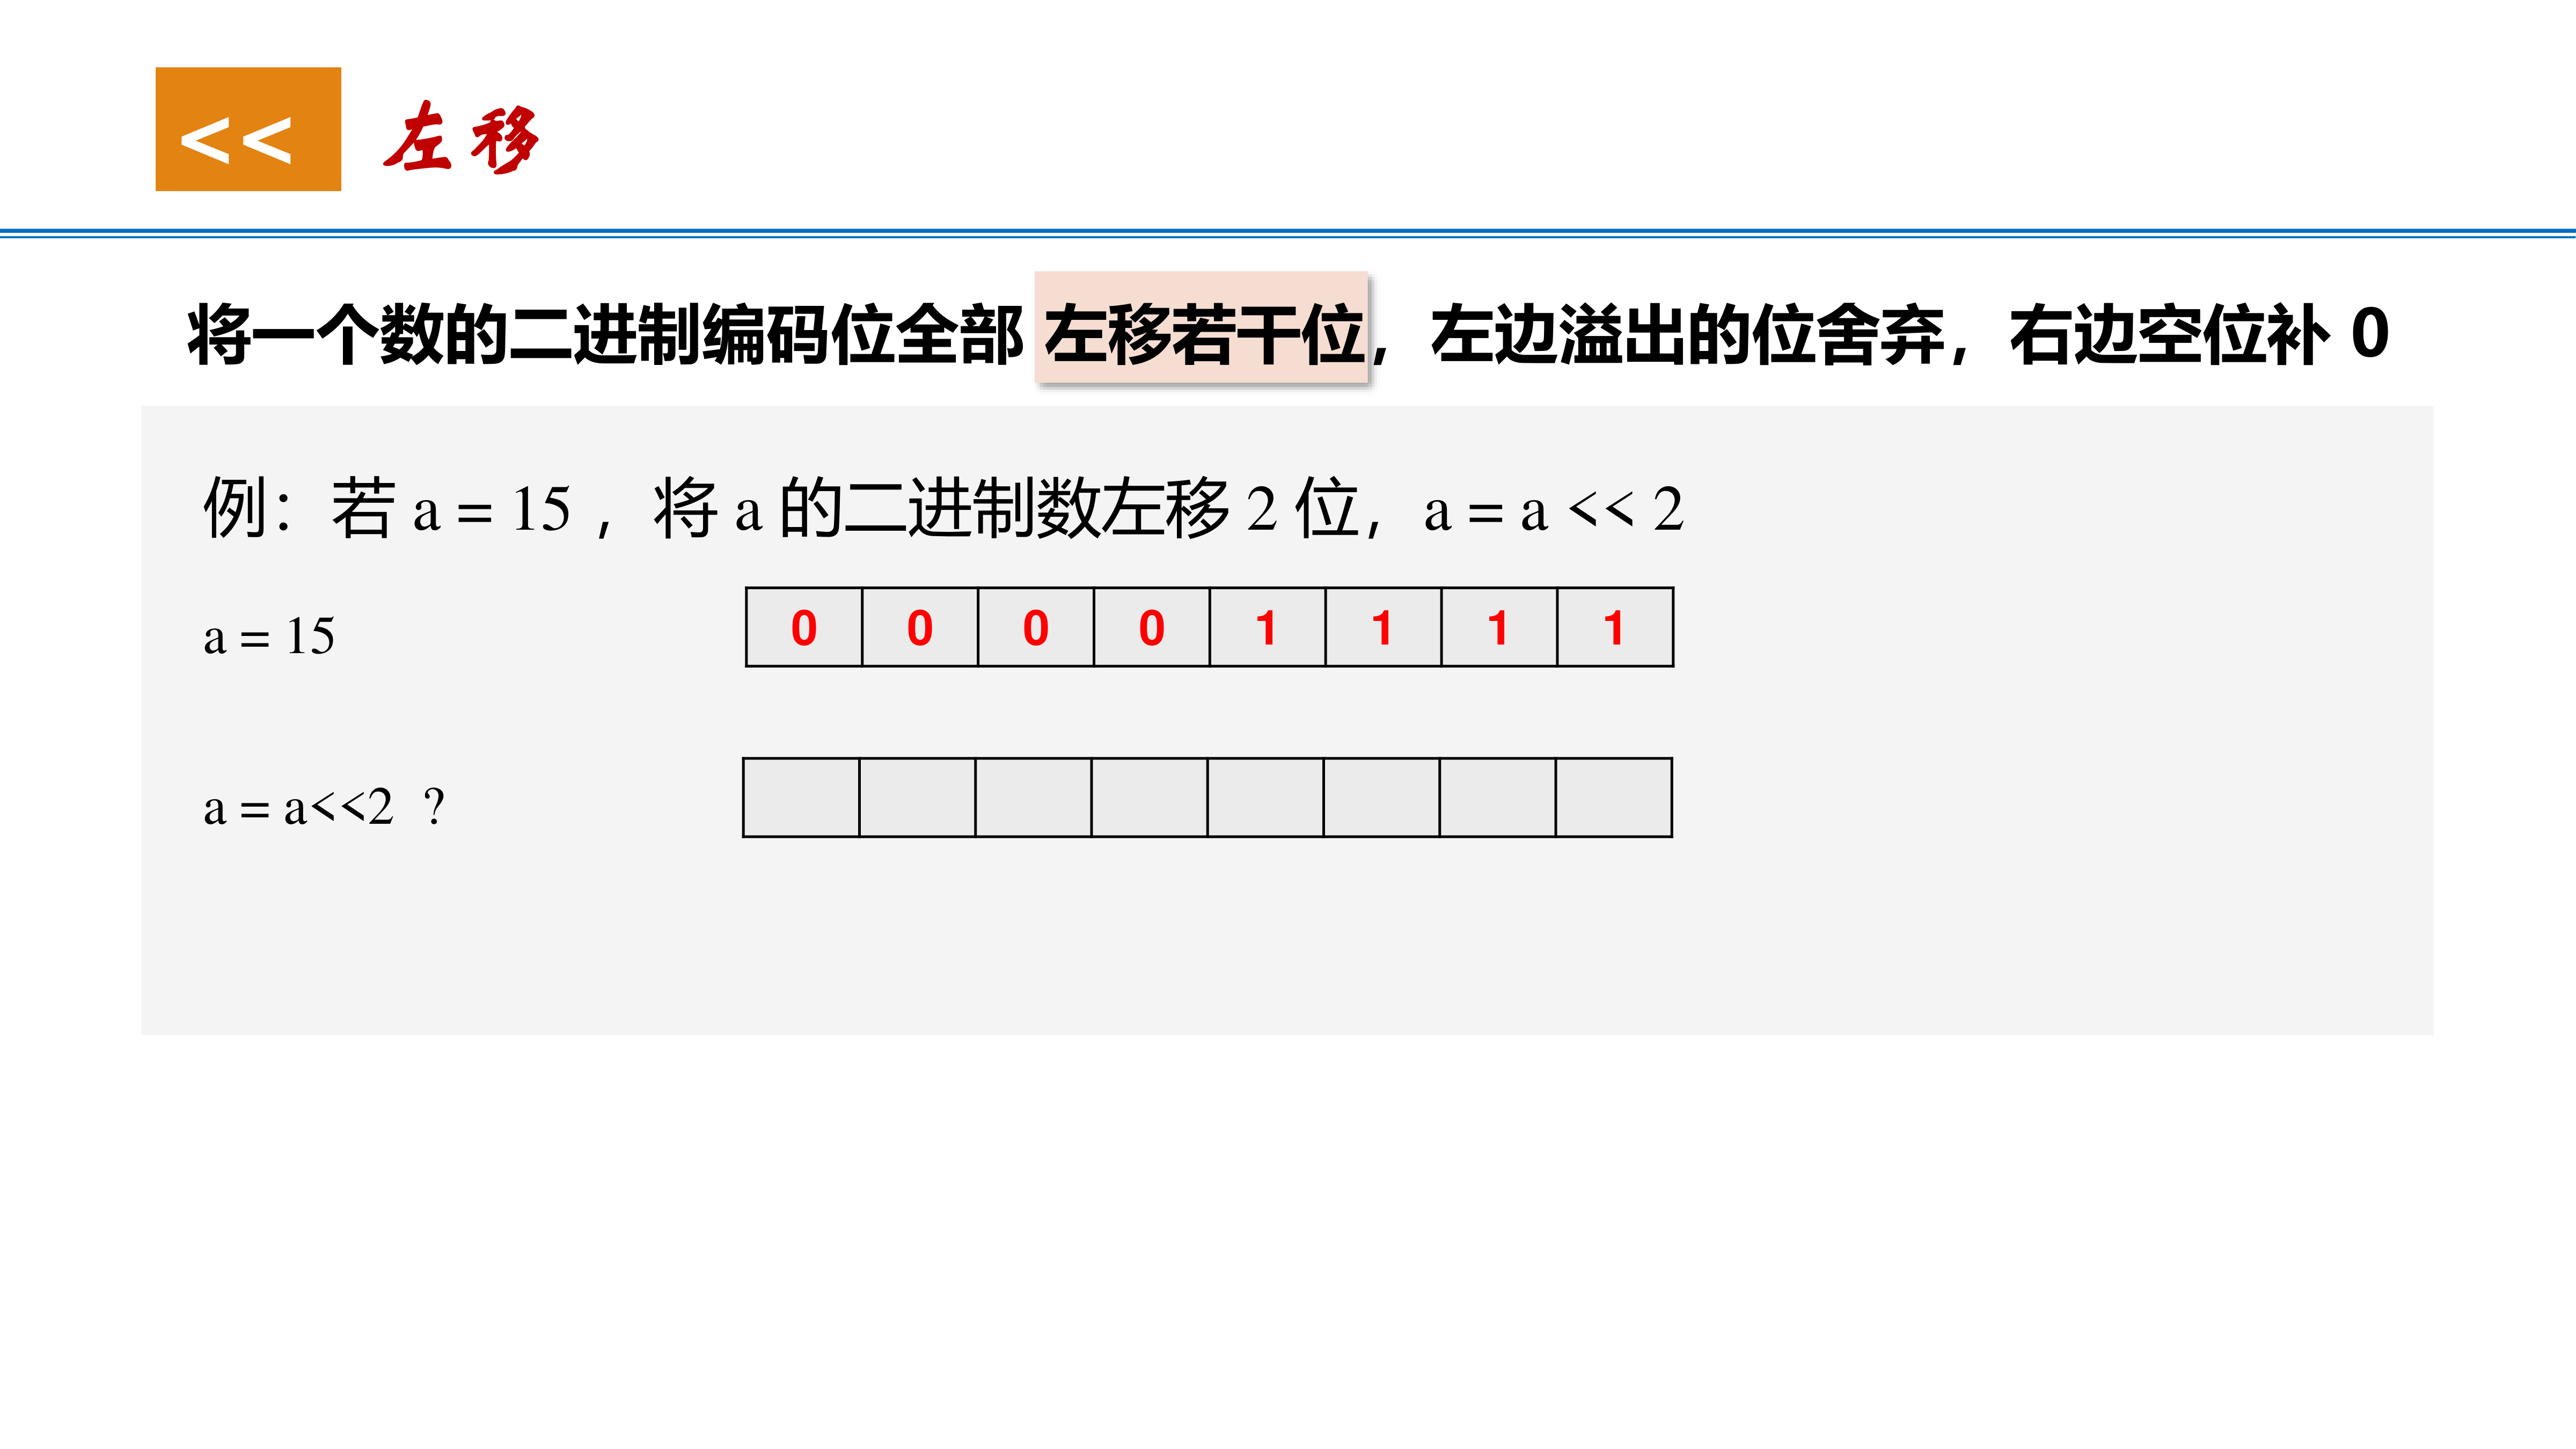 << 左移
将一个数的二进制编码位全部 左移若干位，左边溢出的位舍弃，右边空位补 0
例：若 a = 15 ，将 a 的二进制数左移 2 位，a = a << 2
a = 15 0 0 0 0 1 1 1 1
a = a<<2 ?